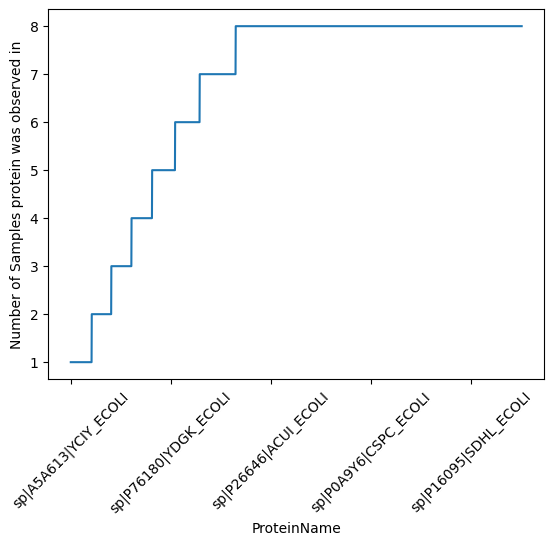 Number of Samples protein was observed in
8
7
6
5
4
3
2
1
sp|A5A613|YCIY_ECOLI
sp|P76180|YDGK_ECOLI
sp|P26646|ACUI_ECOLI
sp|P0A9Y6|CSPC_ECOLI
sp|P16095|SDHL_ECOLI
ProteinName